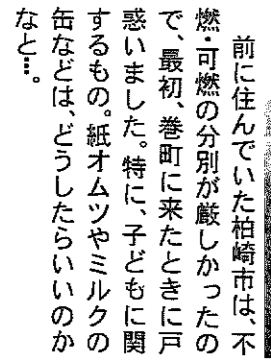 前に住んでいた柏崎市は、不
燃・可燃の分別が厳しかったの
で、最初、巻町に来たときに戸
惑いました。特に、子どもに関
するもの。紙オムツやミルクの
缶などは、どうしたらいいのか
なと…。